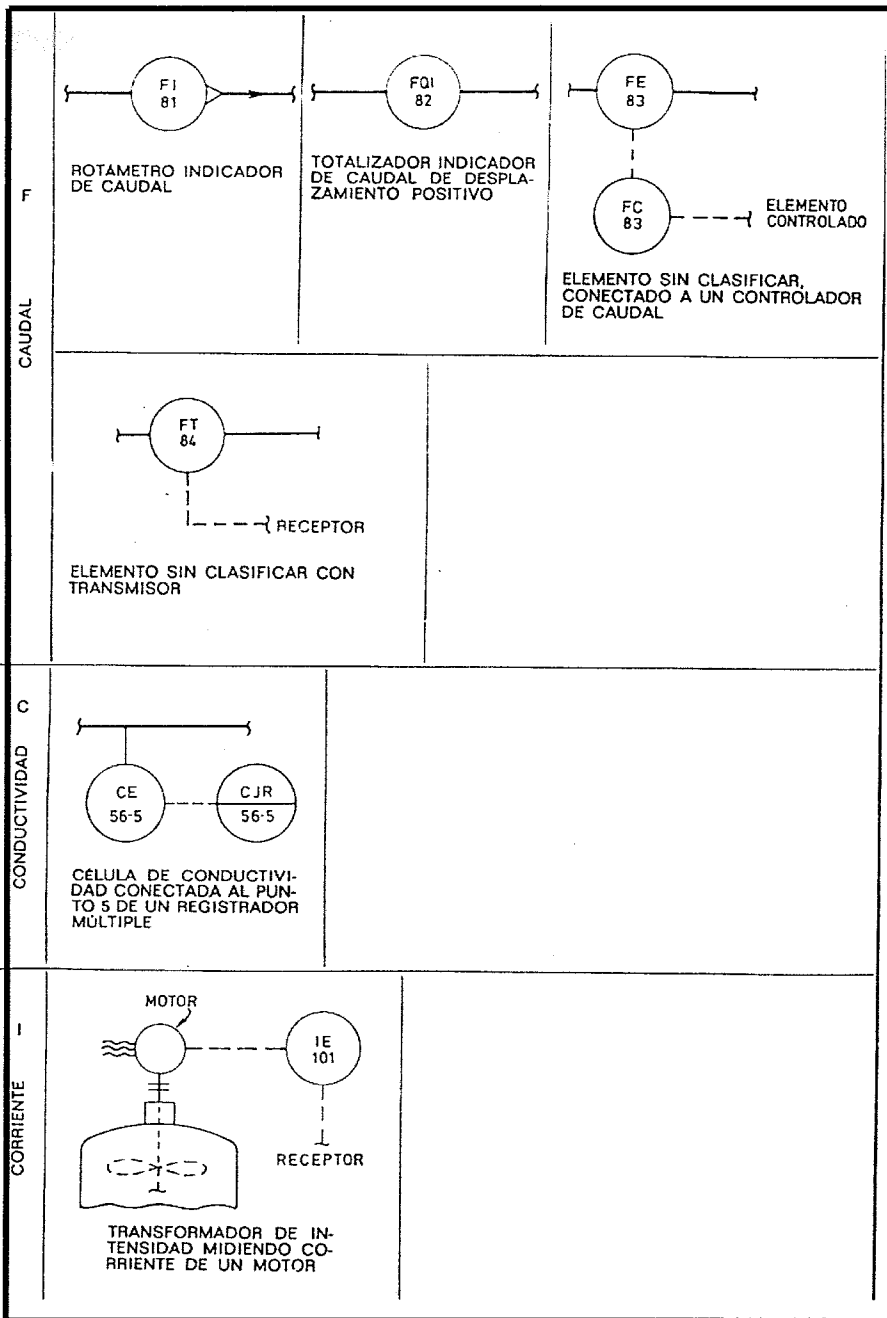 F
CAUDAL
FI
81
ROTAMETRO INDICADOR
DE CAUDAL
FQI
82
TOTALIZADOR INDICADOR
DE CAUDAL DE DESPLA-
ZAMIENTO POSITIVO
FE
83
FC
83
ELEMENTO
CONTROLADO
ELEMENTO SIN CLASIFICAR,
CONECTADO A UN CONTROLADOR
DE CAUDAL
FT
84
RECEPTOR
ELEMENTO SIN CLASIFICAR CON
TRANSMISOR
C
CONDUCTIVIDAD
CE
56-5
CJR
56-5
CÉLULA DE CONDUCTIVI-
DAD CONECTADA AL PUN-
TO 5 DE UN REGISTRADOR
MÚLTIPLE
I
CORRIENTE
MOTOR
IE
101
RECEPTOR
TRANSFORMADOR DE IN-
TENSIDAD MIDIENDO CO-
RRIENTE DE UN MOTOR